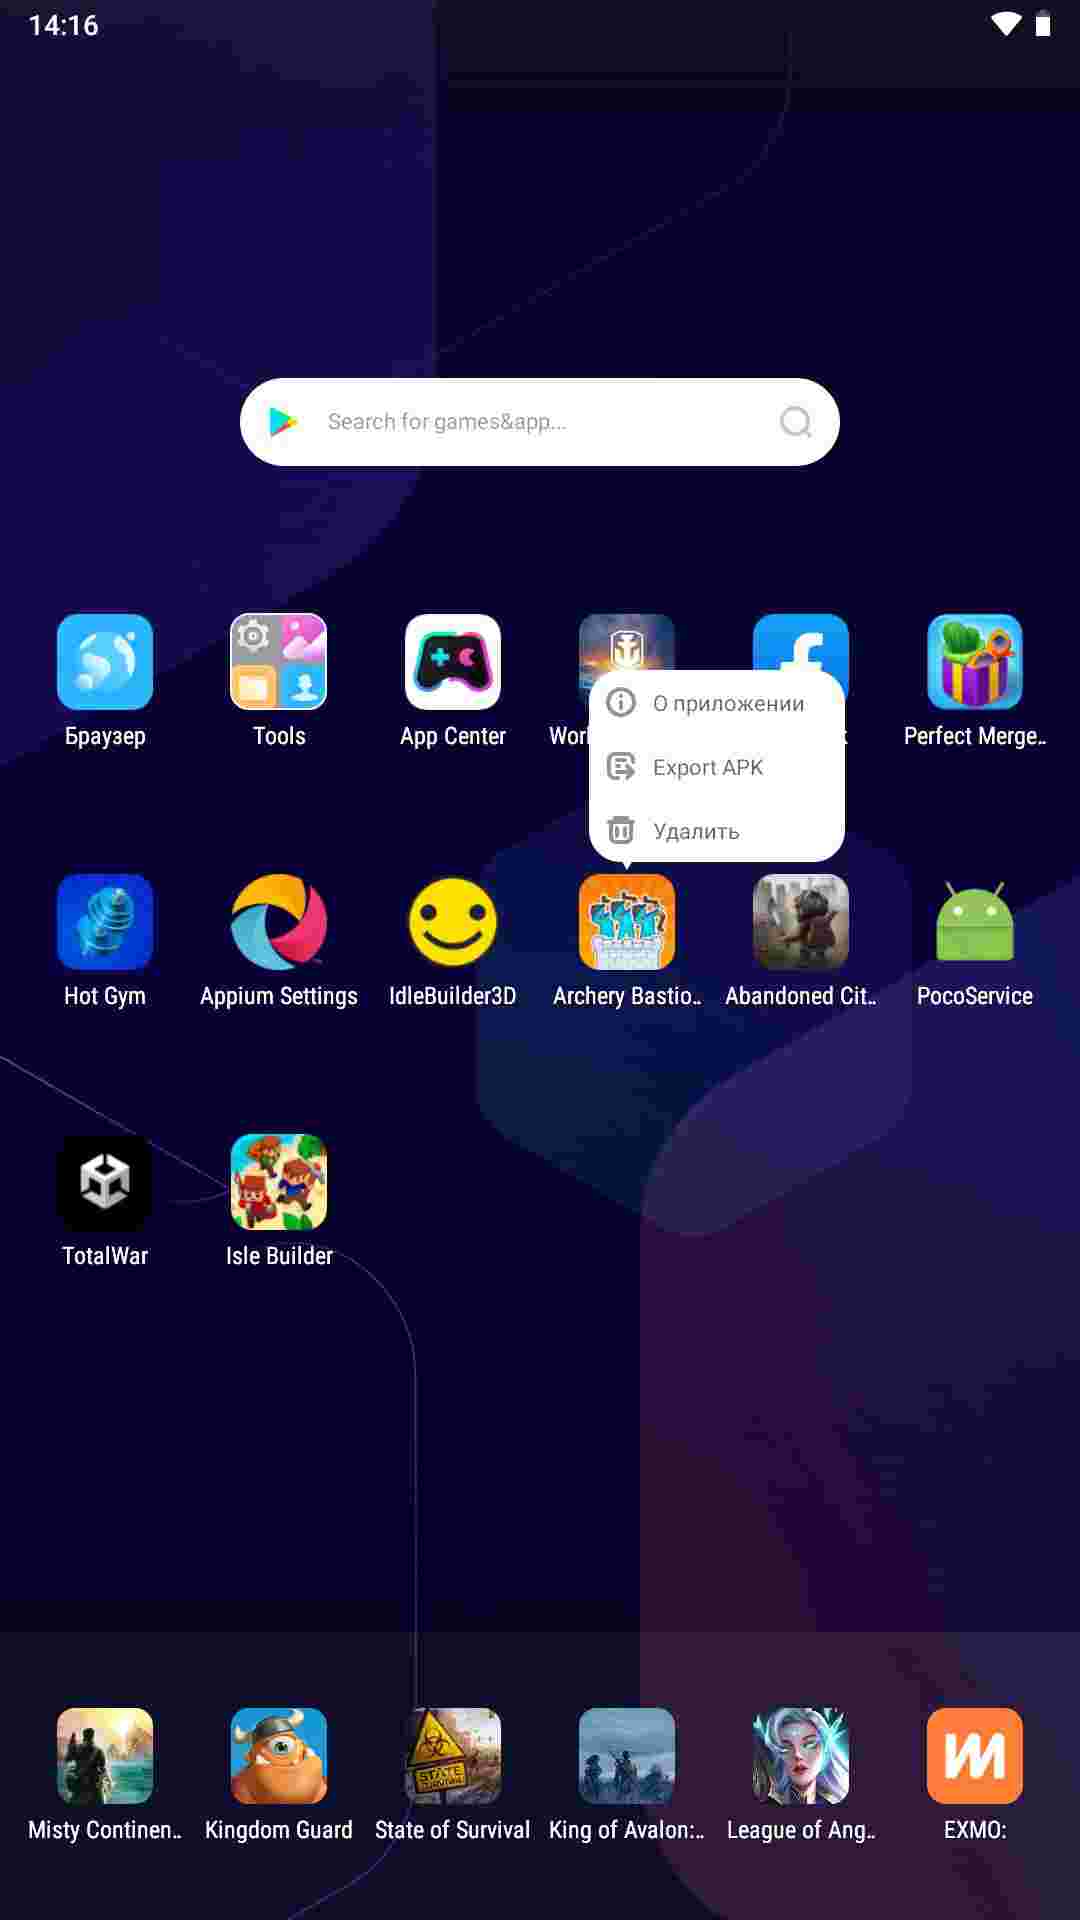 14:16
Search for games&app...
Браузер
Tools
App Center
Worl
k
Perfect Merge..
О приложении
Export APK
Удалить
Hot Gym
Appium Settings
IdleBuilder3D
Archery Bastio..
Abandoned Cit..
PocoService
TotalWar
Isle Builder
STATE
SURVIVAL
Misty Continen..
Kingdom Guard
State of Survival
King of Avalon:..
League of Ang..
EXMO: